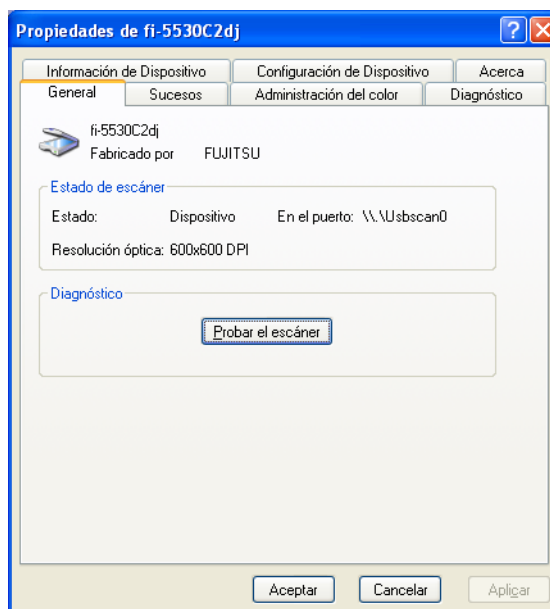 Propiedades de fi-5530C2dj
Información de Dispositivo Configuración de Dispositivo Acerca
General Sucesos Administración del color Diagnóstico
fi-5530C2dj
Fabricado por FUJITSU
Estado de escáner
Estado: Dispositivo En el puerto: \\.\Usbscan0
Resolución óptica: 600x600 DPI
Diagnóstico
Probar el escáner
Aceptar Cancelar Aplicar